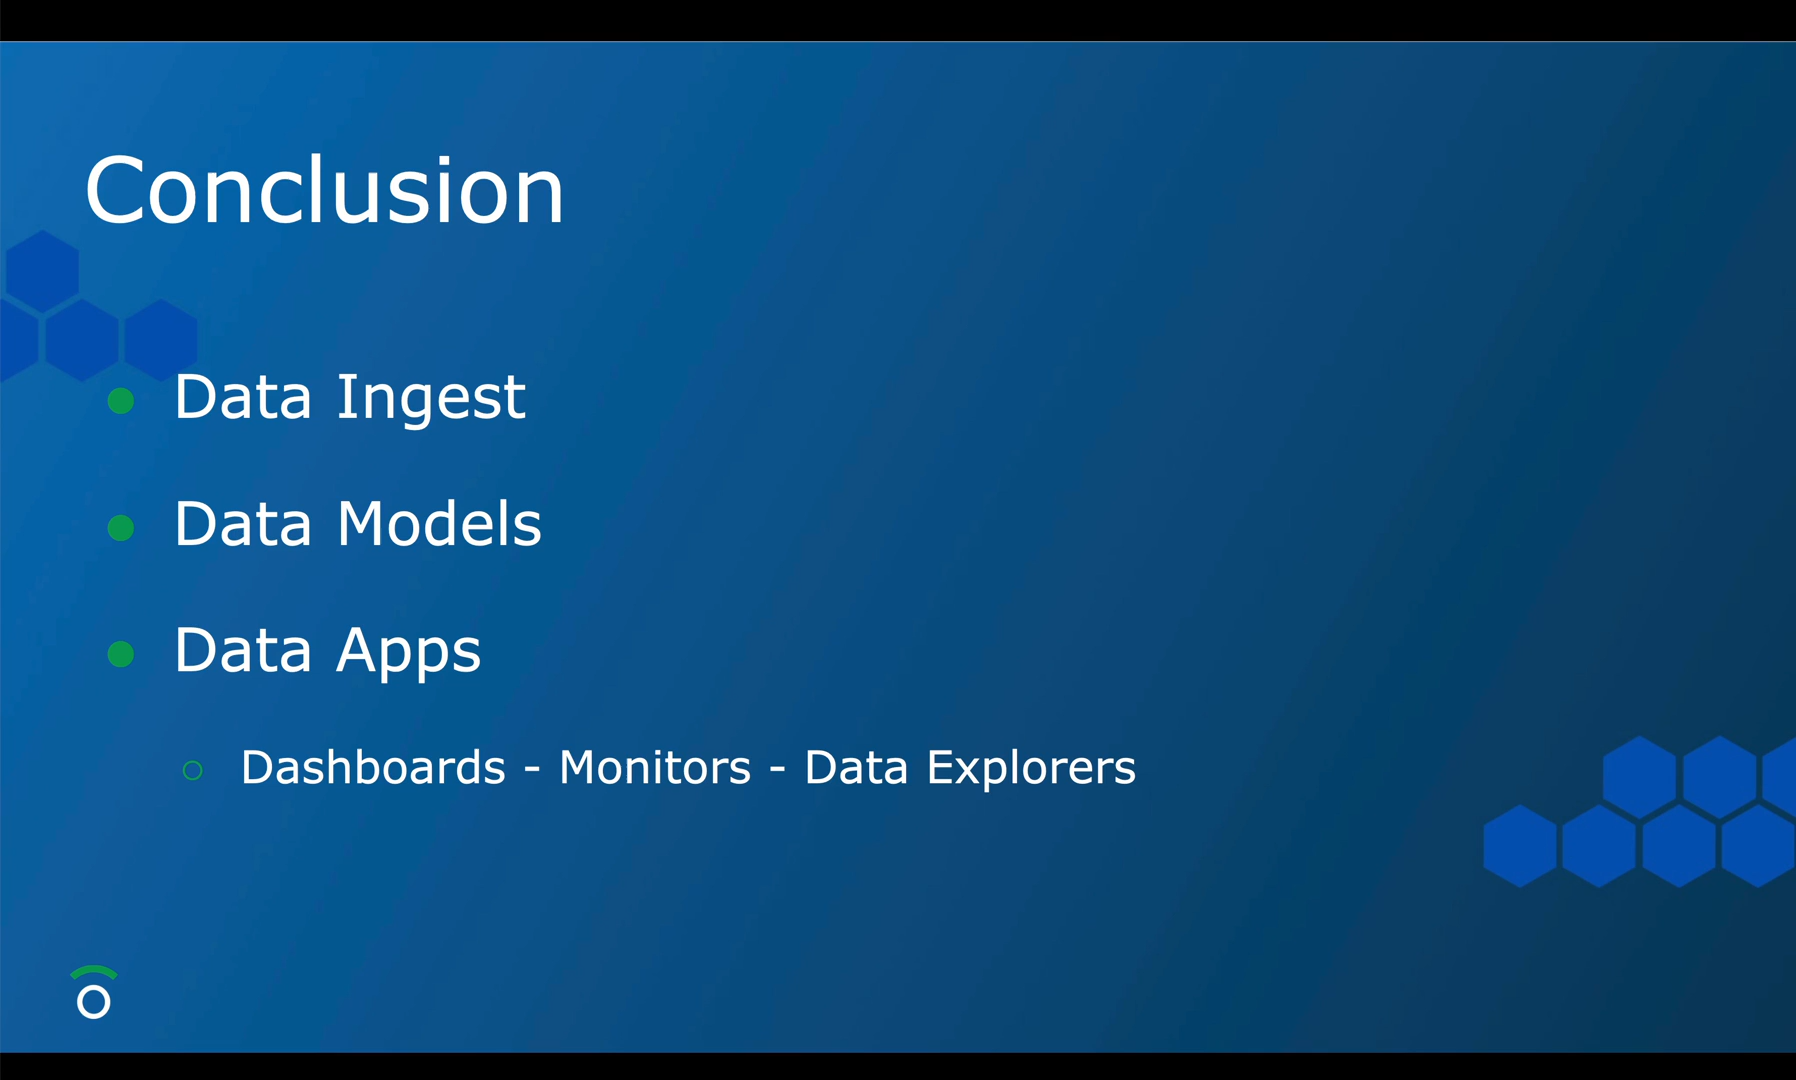 Conclusion
Data Ingest
Data Models
Data Apps
Dashboards - Monitors - Data Explorers